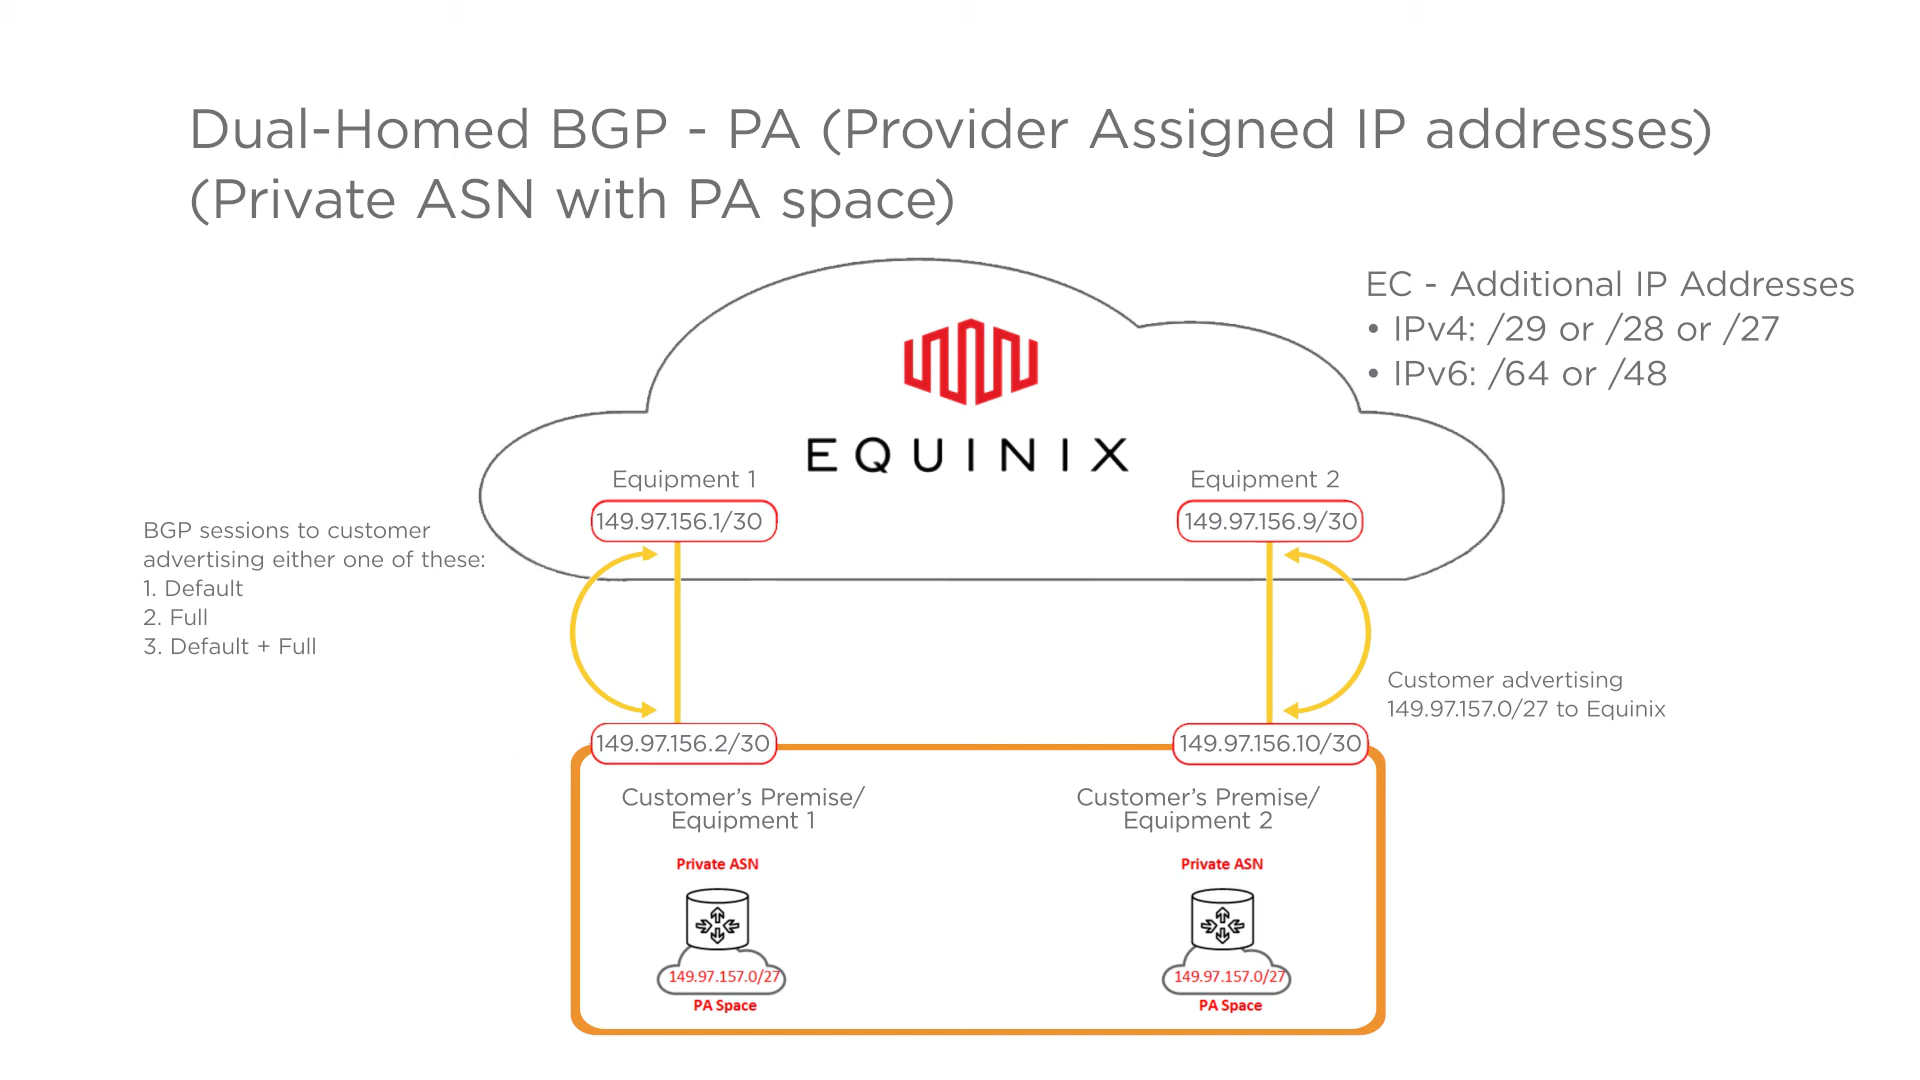 Dual-Homed BGP - PA (Provider Assigned IP addresses)
(Private ASN with PA space)
EC - Additional IP Addresses
• IPv4: /29 or /28 or /27
• IPv6: /64 or /48
EQUINIX
Equipment 1
149.97.156.1/30
Equipment 2
149.97.156.9/30
BGP sessions to customer
advertising either one of these:
1. Default
2. Full
3. Default + Full
Customer advertising
149.97.157.0/27 to Equinix
149.97.156.2/30
149.97.156.10/30
Customer’s Premise/
Equipment 1
Customer’s Premise/
Equipment 2
Private ASN
149.97.157.0/27
PA Space
Private ASN
149.97.157.0/27
PA Space